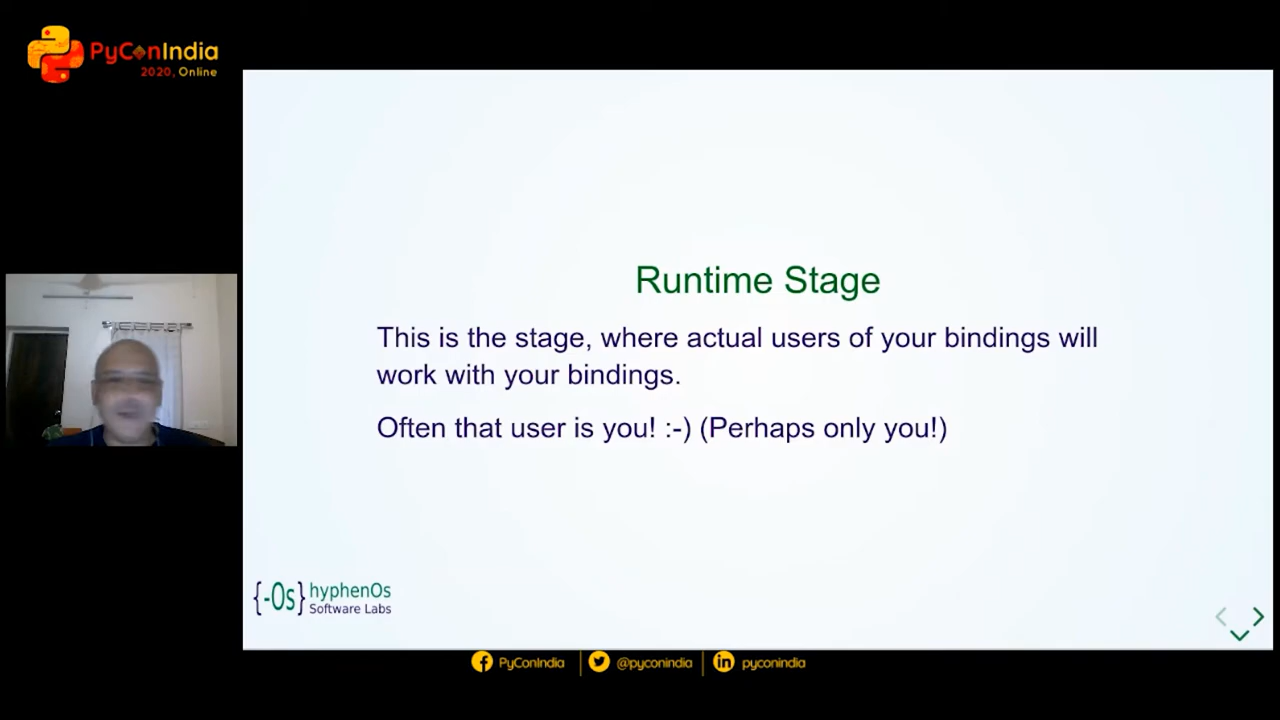 PyConIndia
2020, Online
Runtime Stage
This is the stage, where actual users of your bindings will
work with your bindings.
Often that user is you! :-) (Perhaps only you!)
{-Os} hyphenOs
Software Labs
PyConIndia
@pyconindia
pyconindia